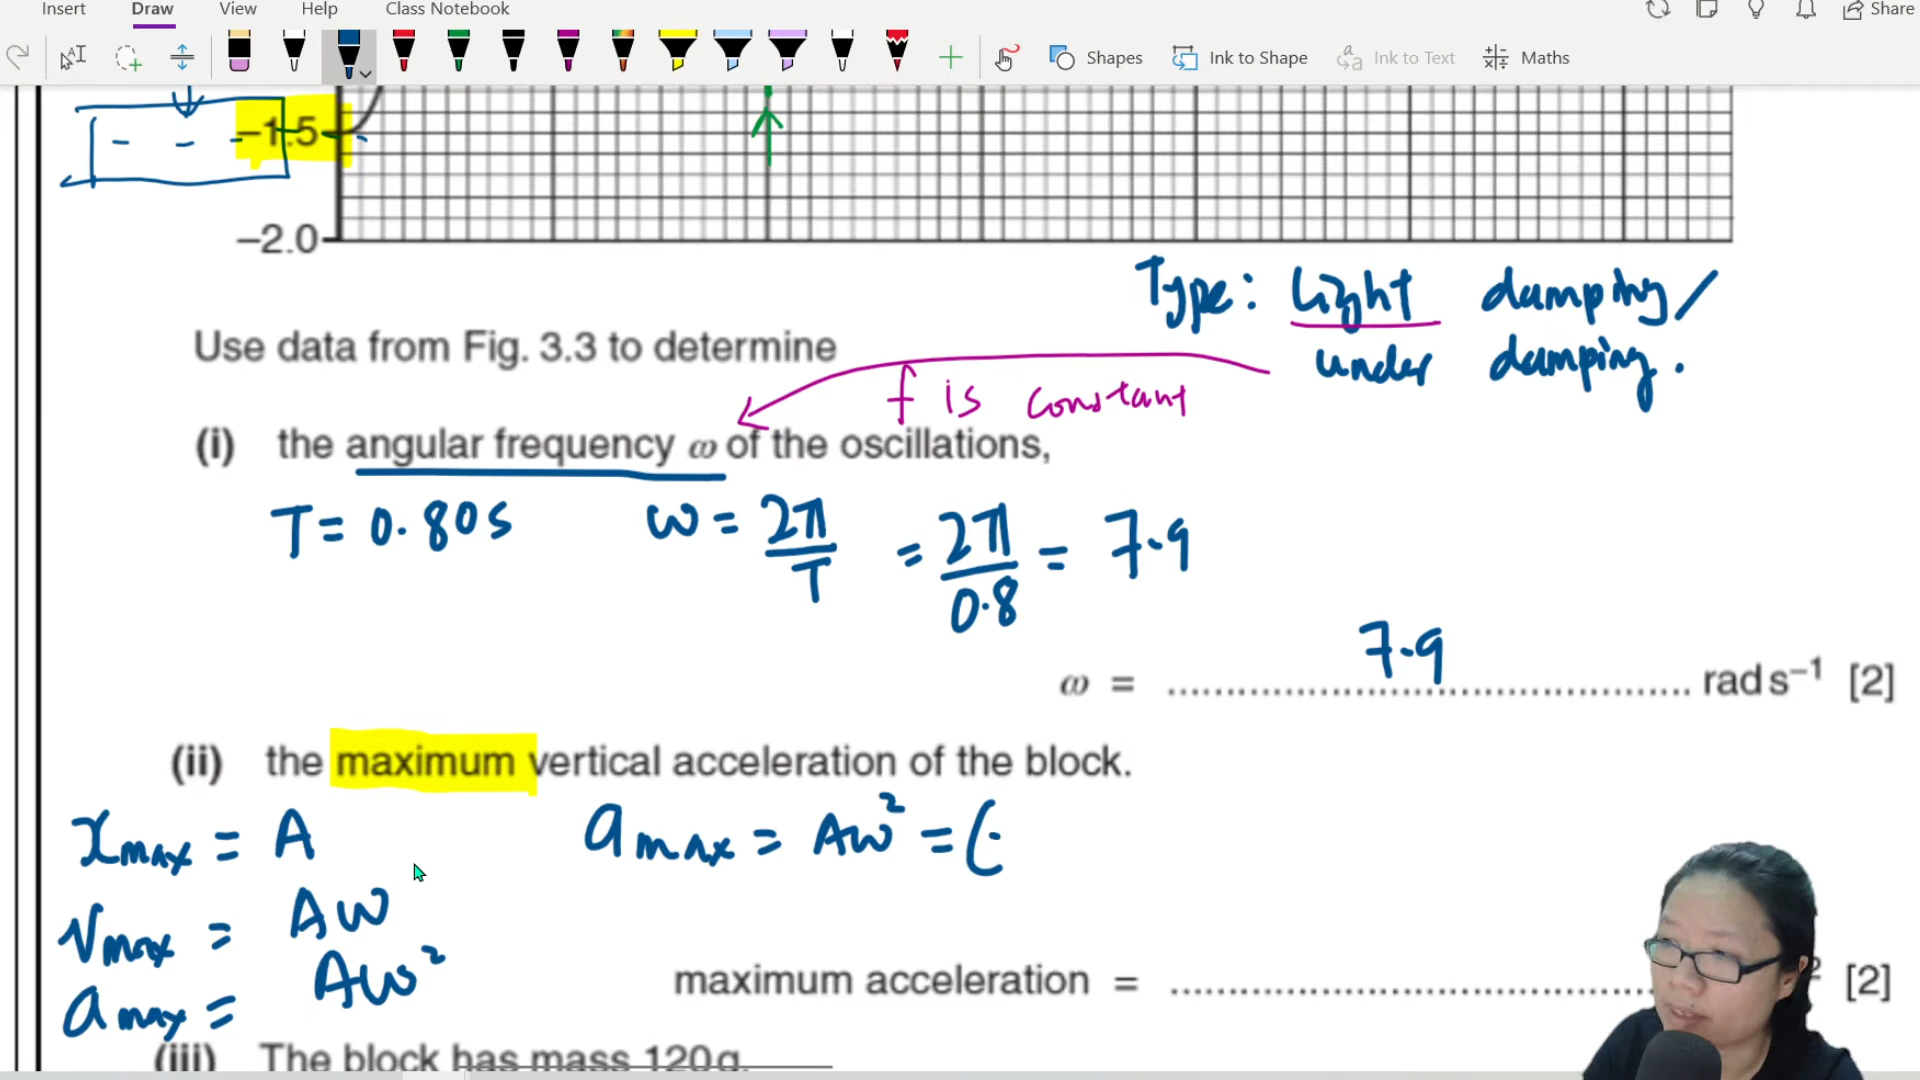 Insert Draw View Help Class Notebook Share
Shapes Ink to Shape Ink to Text Maths
−1.5
−2.0
Type: Light damping/
under damping.
Use data from Fig. 3.3 to determine
f is constant
(i) the angular frequency ω of the oscillations,
T = 0.80s ω = 2π/T = 2π/0.8 = 7.9
7.9
ω = ........................................................ rad s⁻¹ [2]
(ii) the maximum vertical acceleration of the block.
xmax = A amax = Aω² = (-
vmax = Aω
amax = Aω²
maximum acceleration = .................................................... ² [2]
(iii) The block has mass 120g.